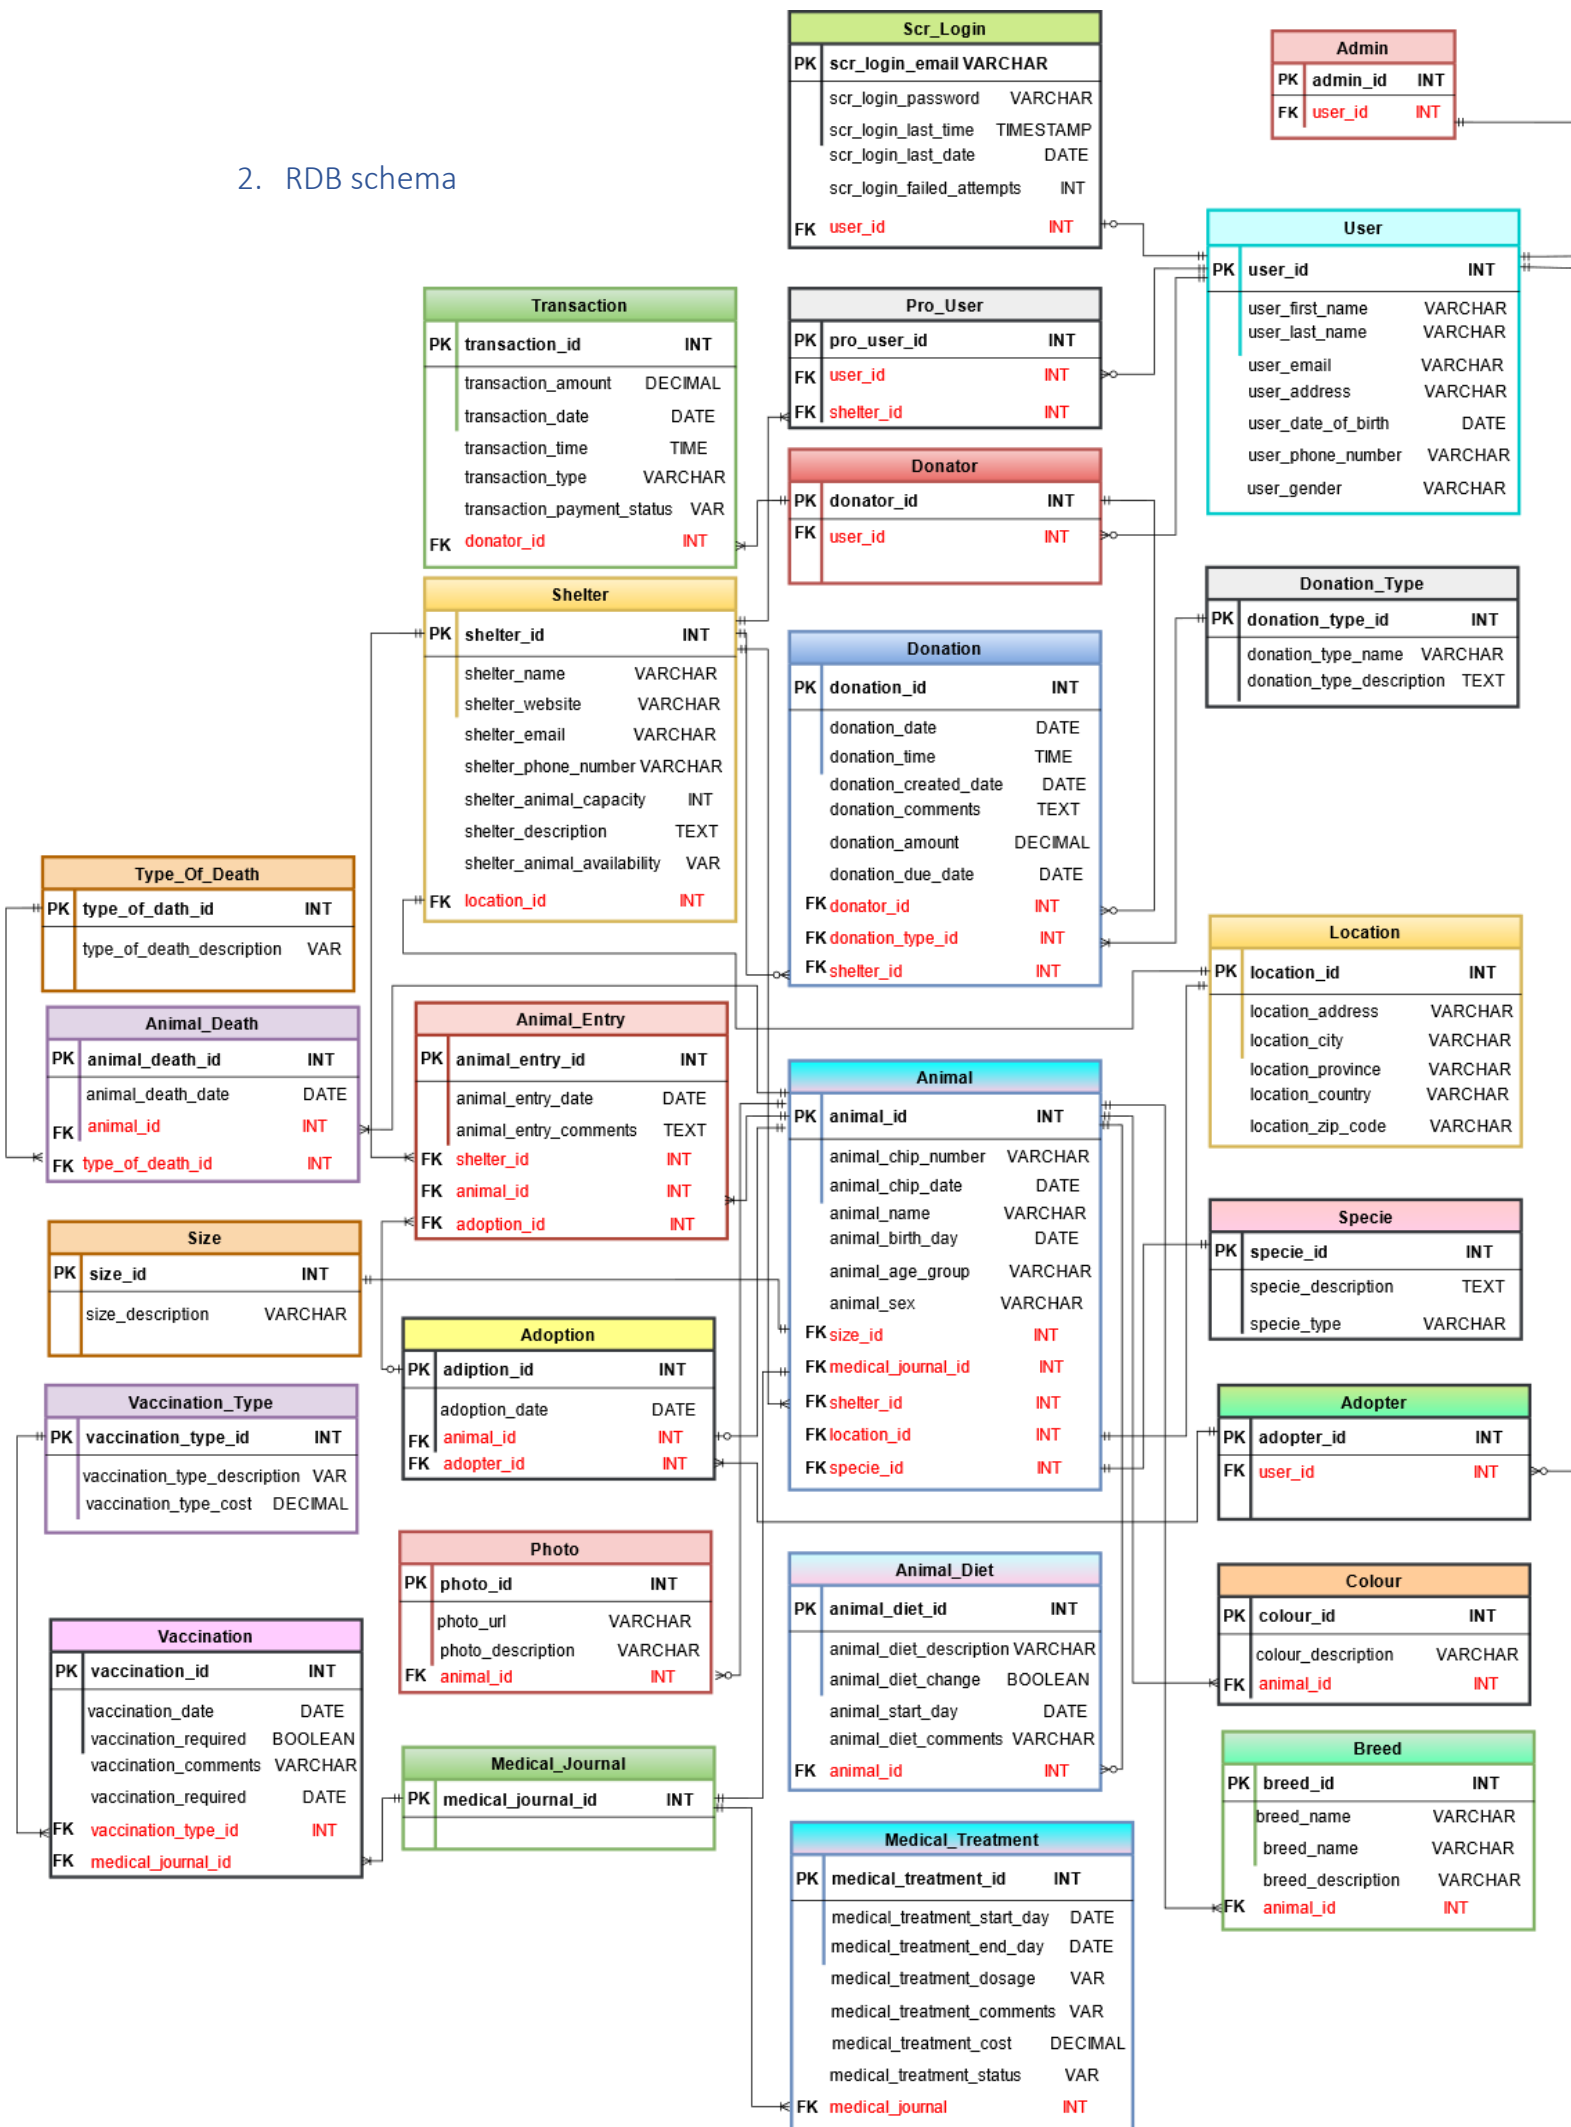 2. RDB schema
Scr_Login
PK scr_login_email VARCHAR
scr_login_password VARCHAR
scr_login_last_time TIMESTAMP
scr_login_last_date DATE
scr_login_failed_attempts INT
FK user_id INT
Admin
PK admin_id INT
FK user_id INT
User
PK user_id INT
user_first_name VARCHAR
user_last_name VARCHAR
user_email VARCHAR
user_address VARCHAR
user_date_of_birth DATE
user_phone_number VARCHAR
user_gender VARCHAR
Transaction
PK transaction_id INT
transaction_amount DECIMAL
transaction_date DATE
transaction_time TIME
transaction_type VARCHAR
transaction_payment_status VAR
FK donator_id INT
Pro_User
PK pro_user_id INT
FK user_id INT
FK shelter_id INT
Donator
PK donator_id INT
FK user_id INT
Shelter
PK shelter_id INT
shelter_name VARCHAR
shelter_website VARCHAR
shelter_email VARCHAR
shelter_phone_number VARCHAR
shelter_animal_capacity INT
shelter_description TEXT
shelter_animal_availability VAR
FK location_id INT
Donation
PK donation_id INT
donation_date DATE
donation_time TIME
donation_created_date DATE
donation_comments TEXT
donation_amount DECIMAL
donation_due_date DATE
FK donator_id INT
FK donation_type_id INT
FK shelter_id INT
Donation_Type
PK donation_type_id INT
donation_type_name VARCHAR
donation_type_description TEXT
Type_Of_Death
PK type_of_dath_id INT
type_of_death_description VAR
Animal_Death
PK animal_death_id INT
animal_death_date DATE
FK animal_id INT
FK type_of_death_id INT
Animal_Entry
PK animal_entry_id INT
animal_entry_date DATE
animal_entry_comments TEXT
FK shelter_id INT
FK animal_id INT
FK adoption_id INT
Animal
PK animal_id INT
animal_chip_number VARCHAR
animal_chip_date DATE
animal_name VARCHAR
animal_birth_day DATE
animal_age_group VARCHAR
animal_sex VARCHAR
FK size_id INT
FK medical_journal_id INT
FK shelter_id INT
FK location_id INT
FK specie_id INT
Location
PK location_id INT
location_address VARCHAR
location_city VARCHAR
location_province VARCHAR
location_country VARCHAR
location_zip_code VARCHAR
Size
PK size_id INT
size_description VARCHAR
Specie
PK specie_id INT
specie_description TEXT
specie_type VARCHAR
Adoption
PK adiption_id INT
adoption_date DATE
FK animal_id INT
FK adopter_id INT
Vaccination_Type
PK vaccination_type_id INT
vaccination_type_description VAR
vaccination_type_cost DECIMAL
Adopter
PK adopter_id INT
FK user_id INT
Photo
PK photo_id INT
photo_url VARCHAR
photo_description VARCHAR
FK animal_id INT
Animal_Diet
PK animal_diet_id INT
animal_diet_description VARCHAR
animal_diet_change BOOLEAN
animal_start_day DATE
animal_diet_comments VARCHAR
FK animal_id INT
Colour
PK colour_id INT
colour_description VARCHAR
FK animal_id INT
Vaccination
PK vaccination_id INT
vaccination_date DATE
vaccination_required BOOLEAN
vaccination_comments VARCHAR
vaccination_required DATE
FK vaccination_type_id INT
FK medical_journal_id
Medical_Journal
PK medical_journal_id INT
Breed
PK breed_id INT
breed_name VARCHAR
breed_name VARCHAR
breed_description VARCHAR
FK animal_id INT
Medical_Treatment
PK medical_treatment_id INT
medical_treatment_start_day DATE
medical_treatment_end_day DATE
medical_treatment_dosage VAR
medical_treatment_comments VAR
medical_treatment_cost DECIMAL
medical_treatment_status VAR
FK medical_journal INT